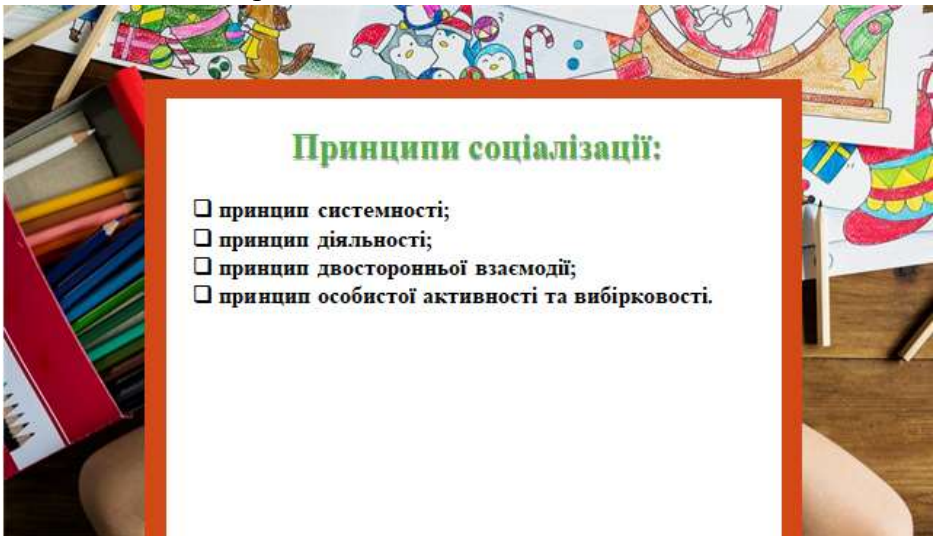 Принципи соціалізації:
❑ принцип системності;
❑ принцип діяльності;
❑ принцип двосторонньої взаємодії;
❑ принцип особистої активності та вибірковості.